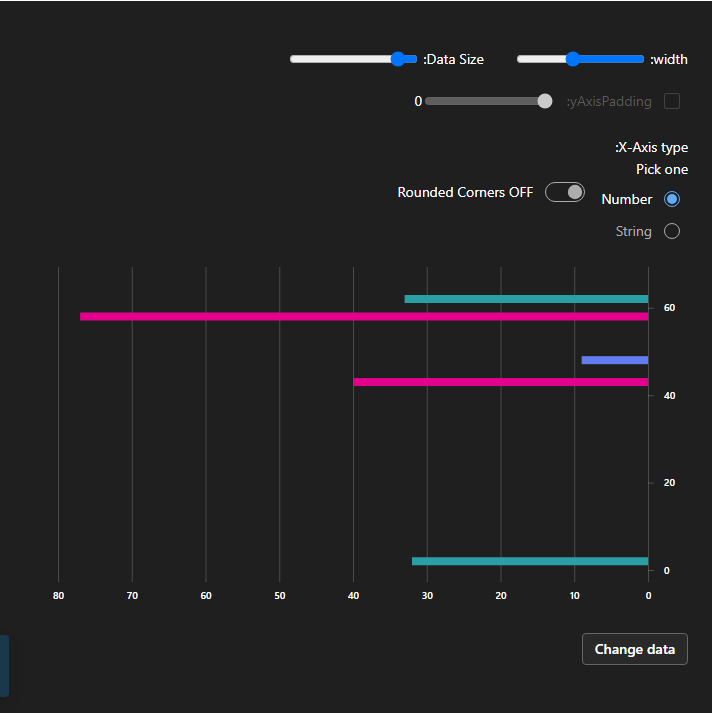 :width
:Data Size
:yAxisPadding
0
:X-Axis type
Pick one
Number
Rounded Corners OFF
String
60
40
20
0
80 70 60 50 40 30 20 10 0
Change data